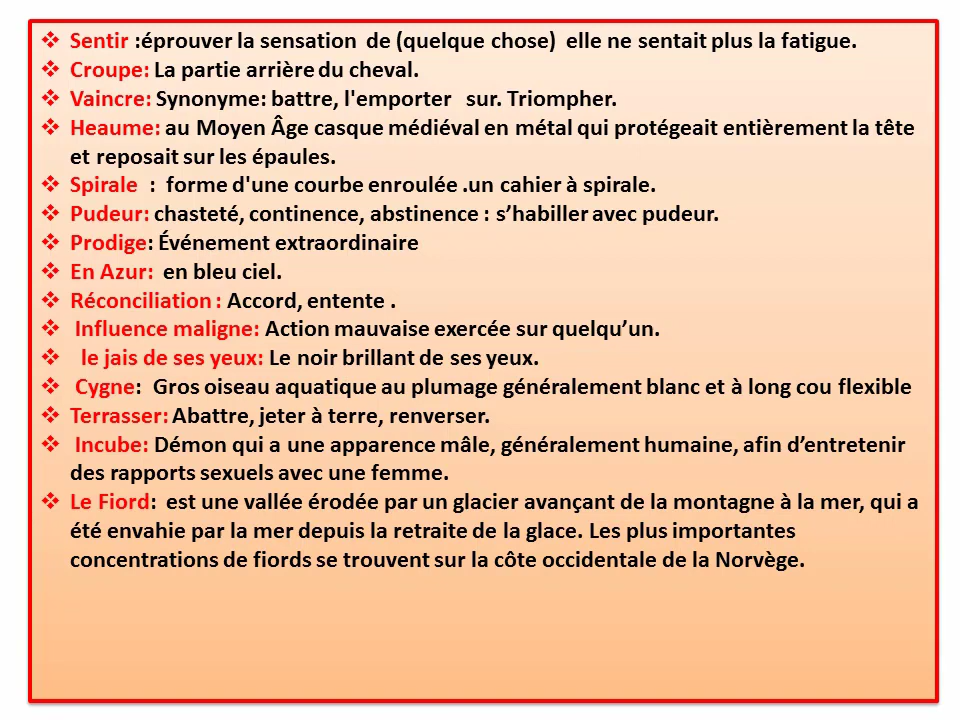 ❖ Sentir :éprouver la sensation de (quelque chose) elle ne sentait plus la fatigue.
❖ Croupe: La partie arrière du cheval.
❖ Vaincre: Synonyme: battre, l'emporter sur. Triompher.
❖ Heaume: au Moyen Âge casque médiéval en métal qui protégeait entièrement la tête
et reposait sur les épaules.
❖ Spirale : forme d'une courbe enroulée .un cahier à spirale.
❖ Pudeur: chasteté, continence, abstinence : s’habiller avec pudeur.
❖ Prodige: Événement extraordinaire
❖ En Azur: en bleu ciel.
❖ Réconciliation : Accord, entente .
❖ Influence maligne: Action mauvaise exercée sur quelqu’un.
❖ le jais de ses yeux: Le noir brillant de ses yeux.
❖ Cygne: Gros oiseau aquatique au plumage généralement blanc et à long cou flexible
❖ Terrasser: Abattre, jeter à terre, renverser.
❖ Incube: Démon qui a une apparence mâle, généralement humaine, afin d’entretenir
des rapports sexuels avec une femme.
❖ Le Fiord: est une vallée érodée par un glacier avançant de la montagne à la mer, qui a
été envahie par la mer depuis la retraite de la glace. Les plus importantes
concentrations de fiords se trouvent sur la côte occidentale de la Norvège.